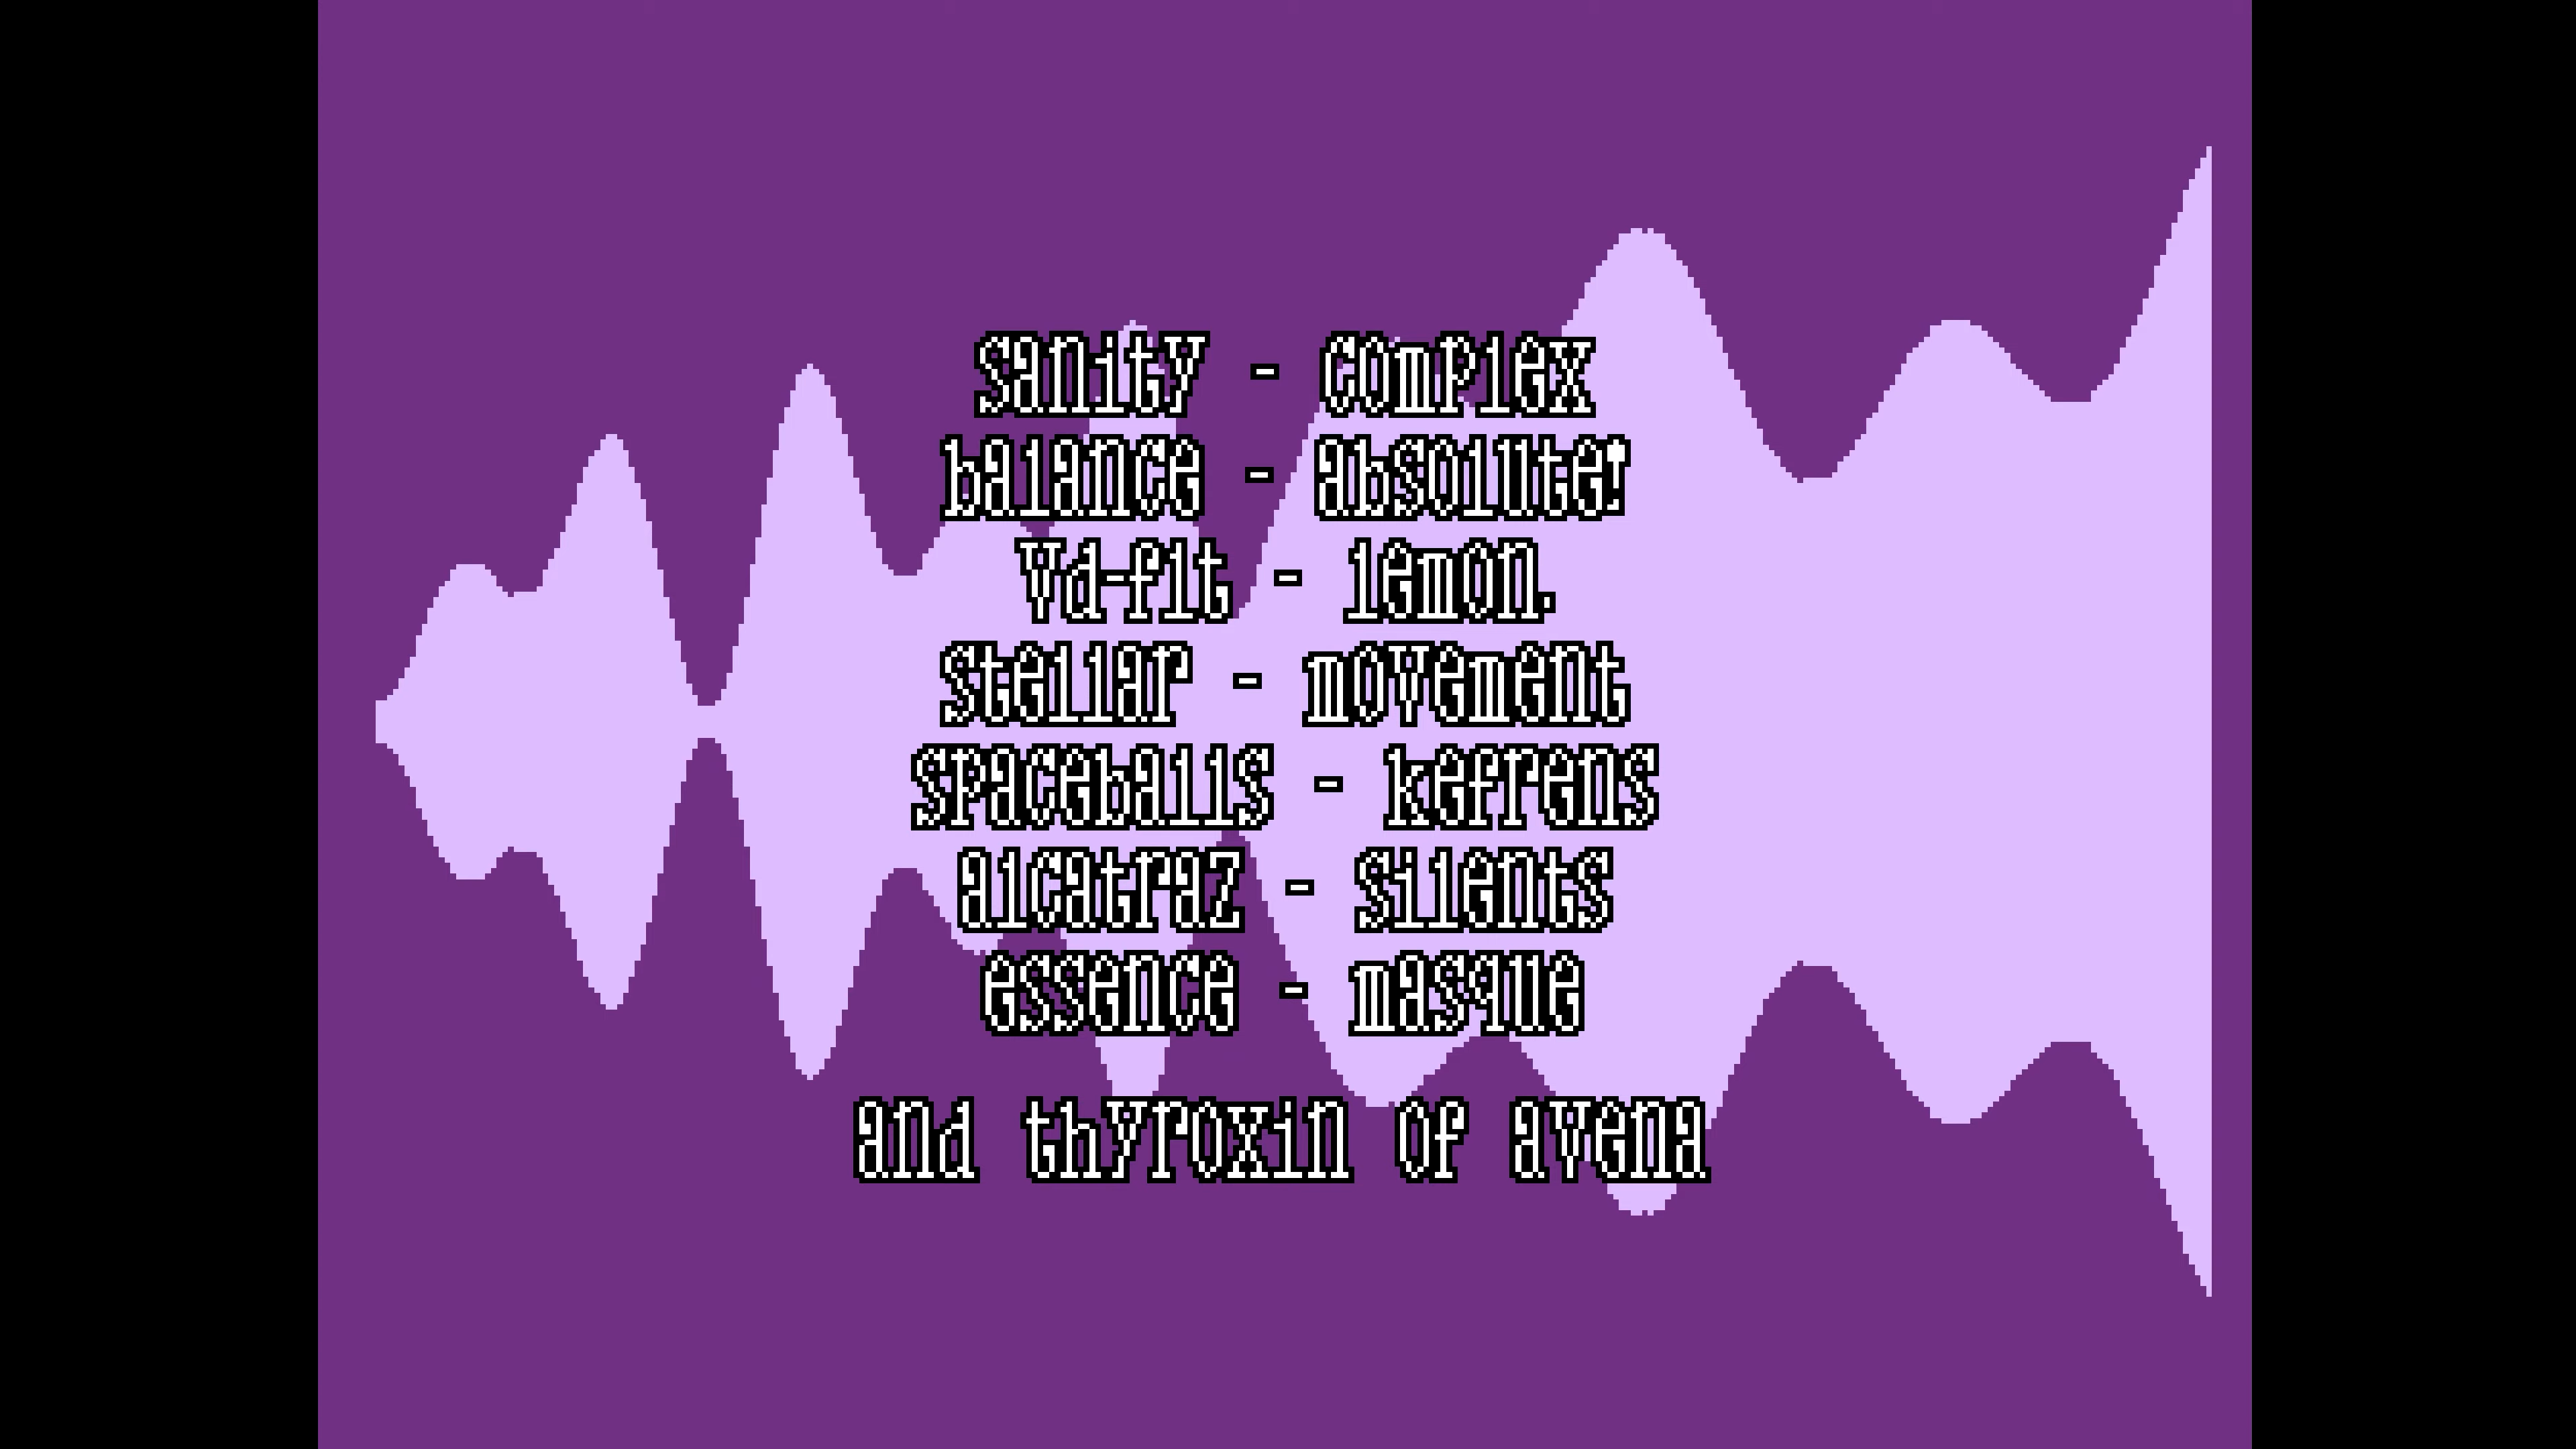 sanity - complex
balance - absolute!
vd-flt - lemon.
stellar - movement
spaceballs - kefrens
alcatraz - silents
essence - masque
and thyroxin of avena